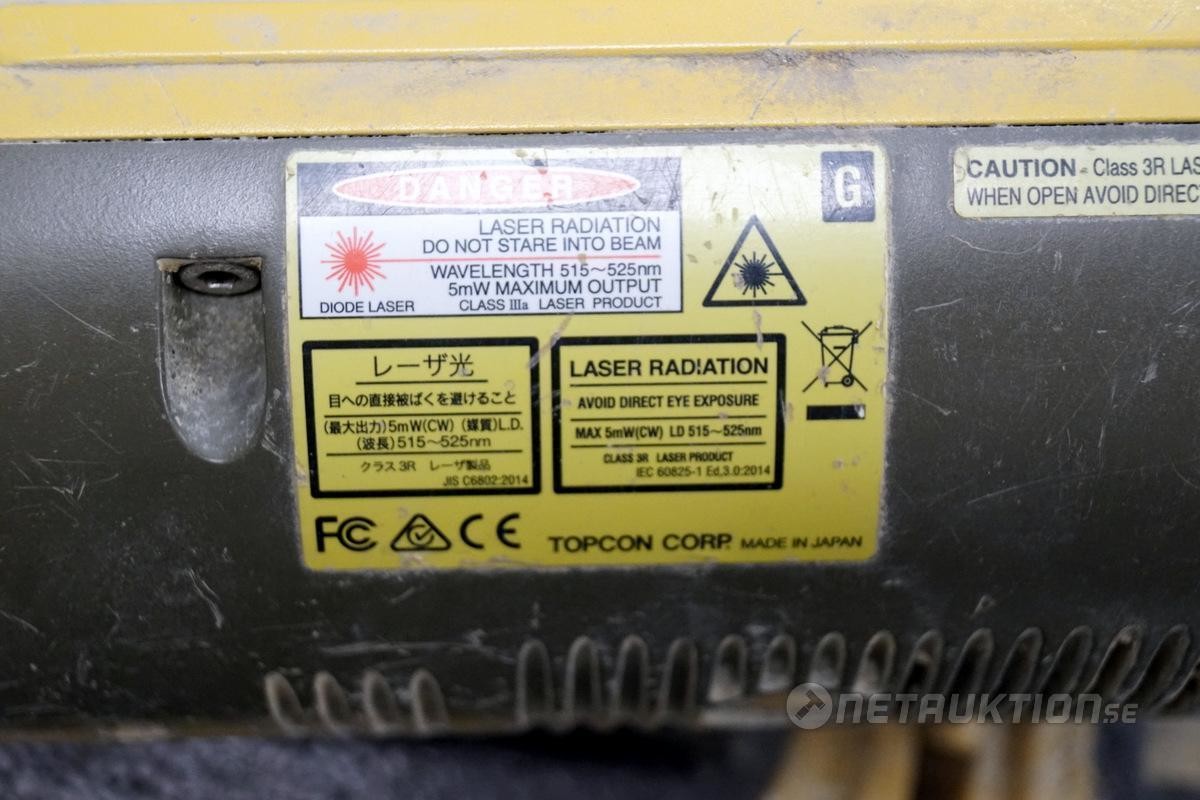 DANGER
LASER RADIATION
DO NOT STARE INTO BEAM
WAVELENGTH 515～525nm
5mW MAXIMUM OUTPUT
CLASS IIIa LASER PRODUCT
DIODE LASER
G
CAUTION - Class 3R LAS
WHEN OPEN AVOID DIRECT
レーザ光
目への直接被ばくを避けること
(最大出力)5mW(CW) (媒質)L.D.
(波長)515～525nm
クラス3R レーザ製品
JIS C6802:2014
LASER RADIATION
AVOID DIRECT EYE EXPOSURE
MAX 5mW(CW) LD 515～525nm
CLASS 3R LASER PRODUCT
IEC 60825-1 Ed,3.0:2014
FC CE
TOPCON CORP. MADE IN JAPAN
NETAUKTION.SE